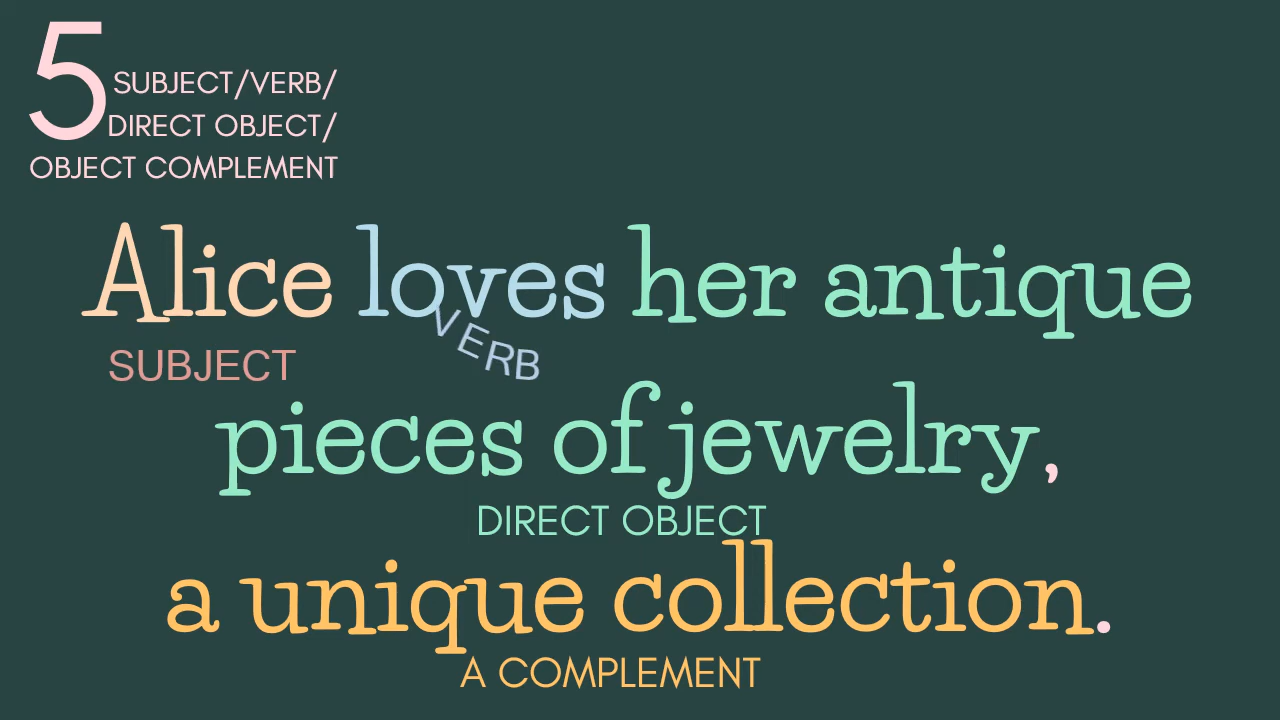 5 SUBJECT/VERB/
DIRECT OBJECT/
OBJECT COMPLEMENT
Alice loves her antique
SUBJECT VERB
pieces of jewelry,
DIRECT OBJECT
a unique collection.
A COMPLEMENT